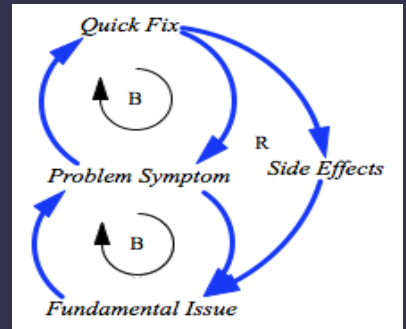 Quick Fix
B
R
Problem Symptom
Side Effects
B
Fundamental Issue